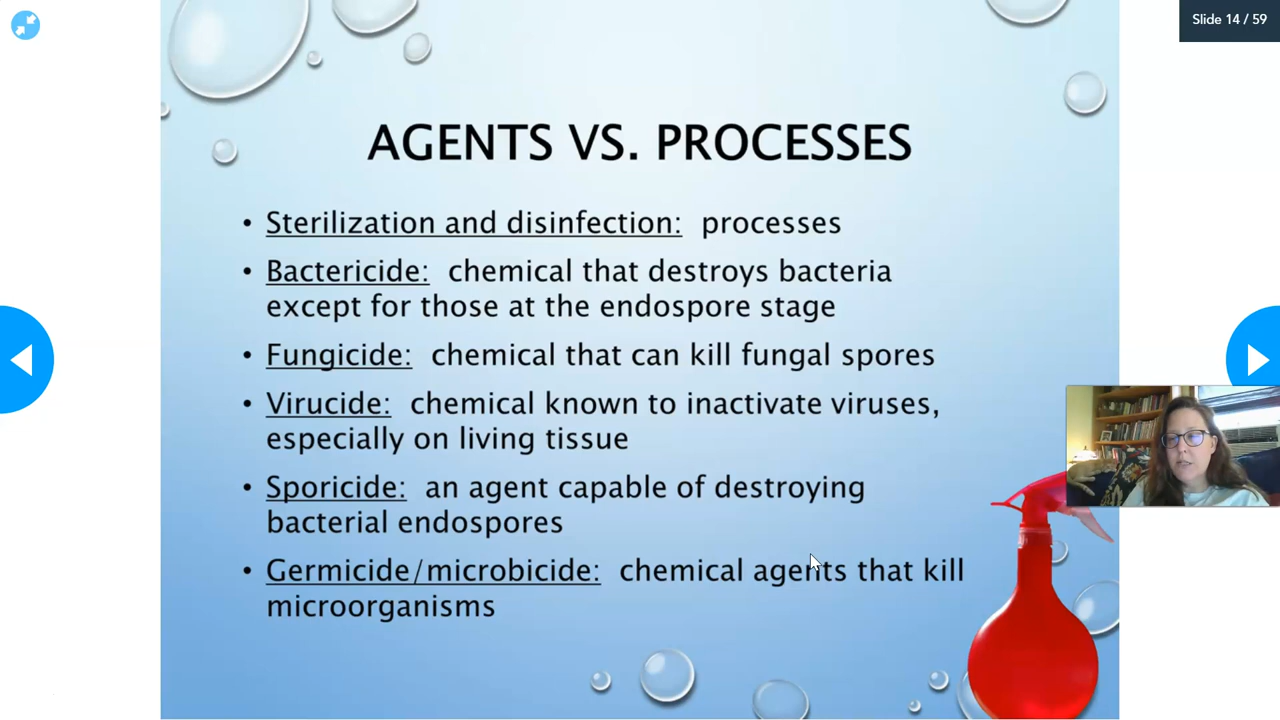 Slide 14 / 59
AGENTS VS. PROCESSES
• Sterilization and disinfection: processes
• Bactericide: chemical that destroys bacteria
except for those at the endospore stage
• Fungicide: chemical that can kill fungal spores
• Virucide: chemical known to inactivate viruses,
especially on living tissue
• Sporicide: an agent capable of destroying
bacterial endospores
• Germicide/microbicide: chemical agents that kill
microorganisms